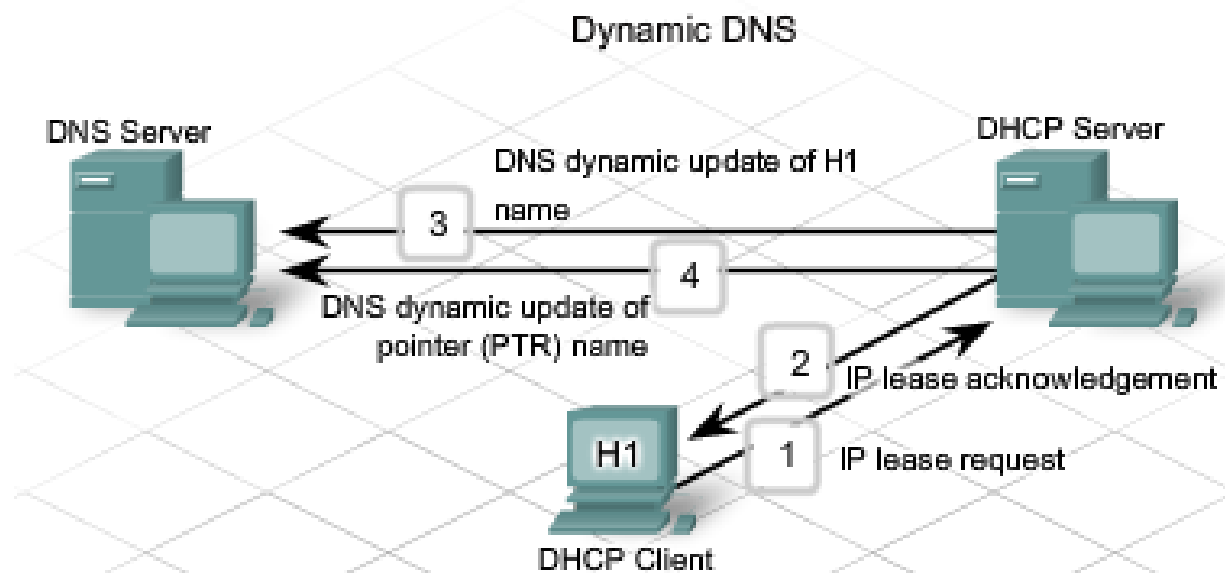 Dynamic DNS
DNS Server
DHCP Server
DNS dynamic update of H1
name
3
4
DNS dynamic update of
pointer (PTR) name
2
IP lease acknowledgement
H1
1
IP lease request
DHCP Client